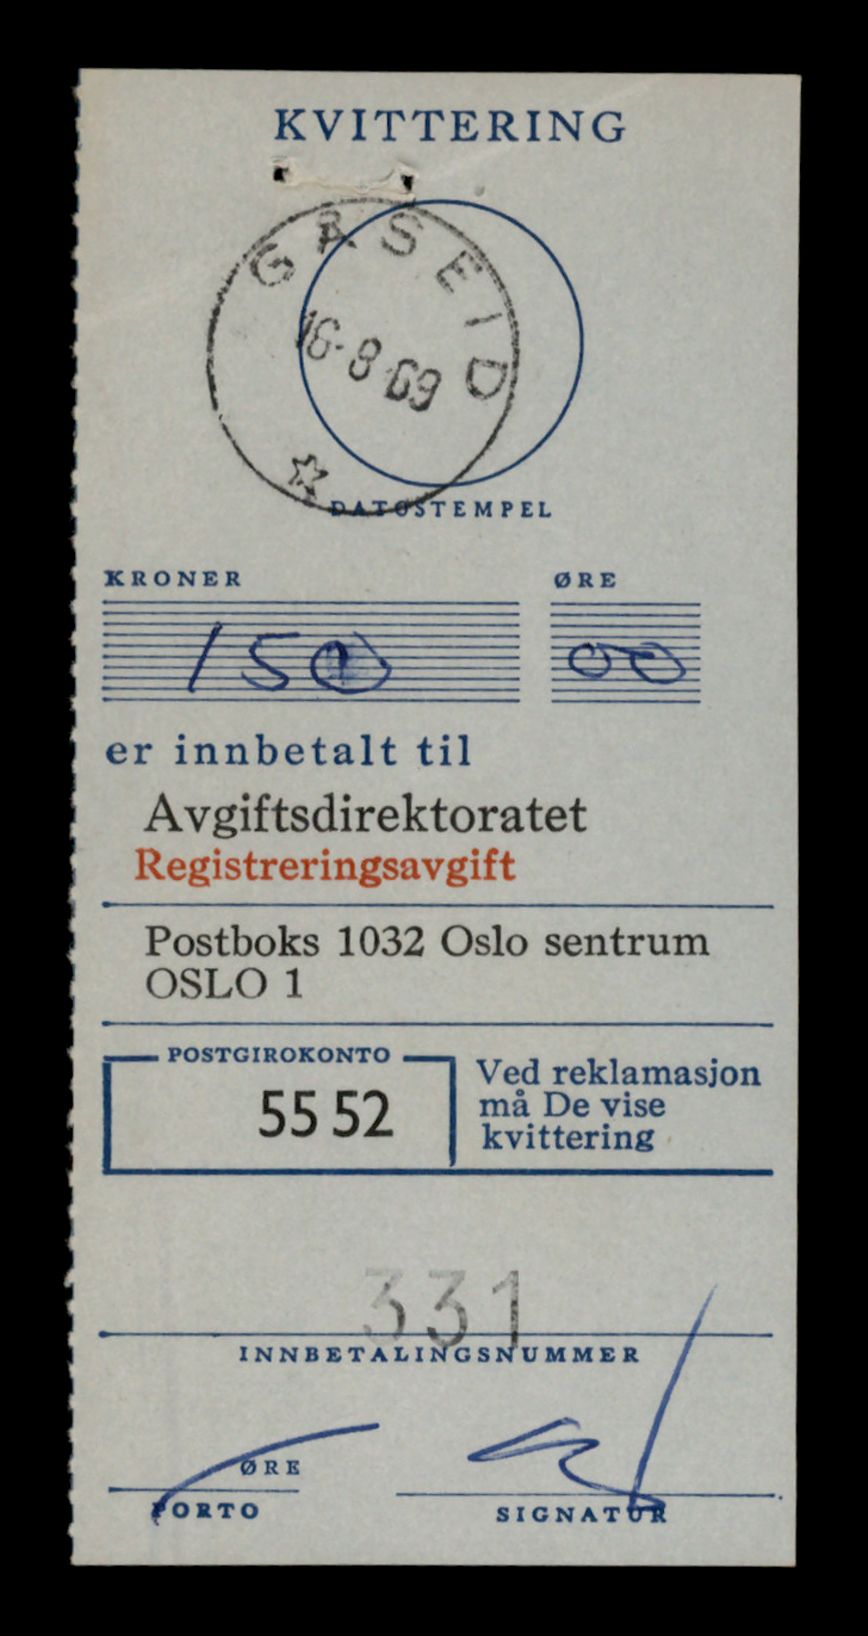 KVITTERING
GÅSEID
16-8-69
DATOSTEMPEL
KRONER ØRE
150 00
er innbetalt til
Avgiftsdirektoratet
Registreringsavgift
Postboks 1032 Oslo sentrum
OSLO 1
POSTGIROKONTO
55 52
Ved reklamasjon
må De vise
kvittering
331
INNBETALINGSNUMMER
ØRE
PORTO SIGNATUR